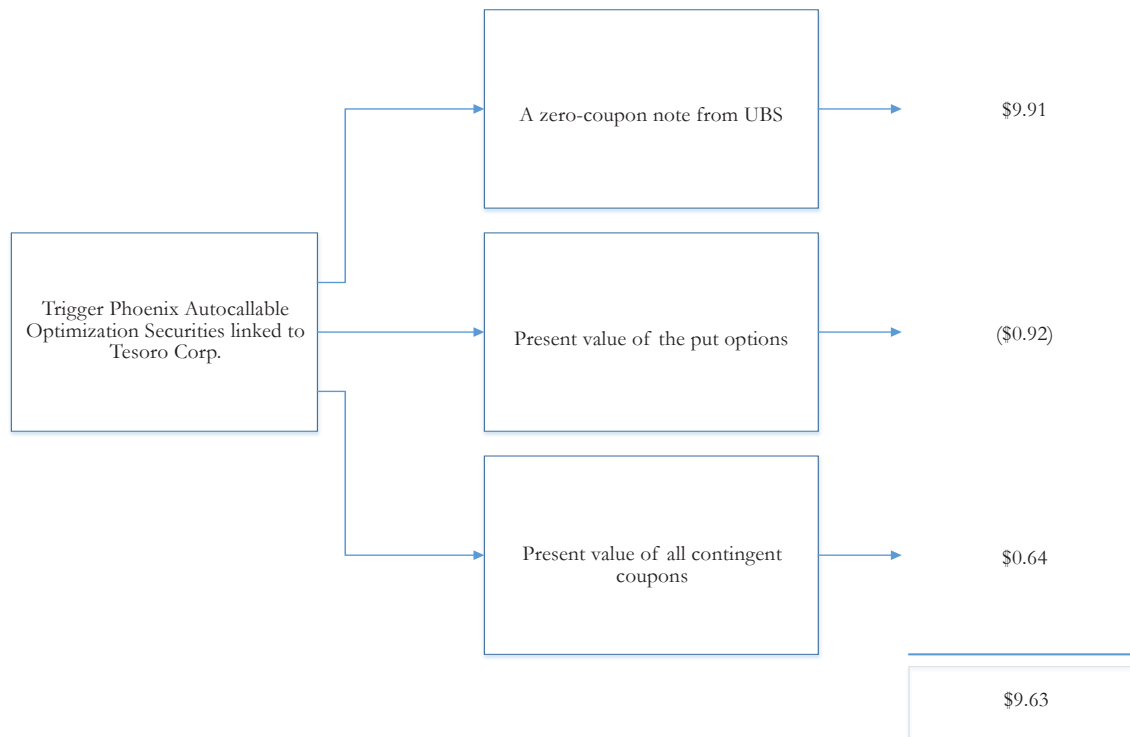 A zero-coupon note from UBS
$9.91
Trigger Phoenix Autocallable
Optimization Securities linked to
Tesoro Corp.
Present value of the put options
($0.92)
Present value of all contingent
coupons
$0.64
$9.63